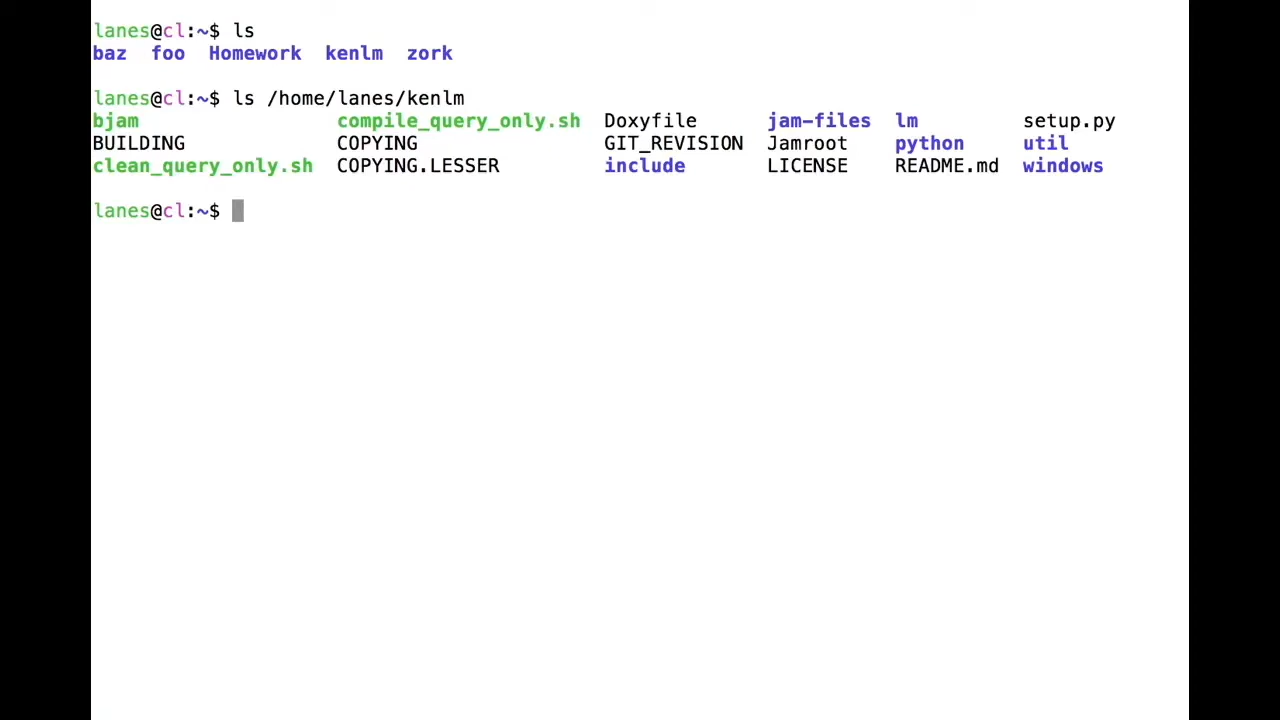 lanes@cl:~$ ls
baz  foo  Homework  kenlm  zork
lanes@cl:~$ ls /home/lanes/kenlm
bjam  compile_query_only.sh  Doxyfile  jam-files  lm  setup.py
BUILDING  COPYING  GIT_REVISION  Jamroot  python  util
clean_query_only.sh  COPYING.LESSER  include  LICENSE  README.md  windows
lanes@cl:~$